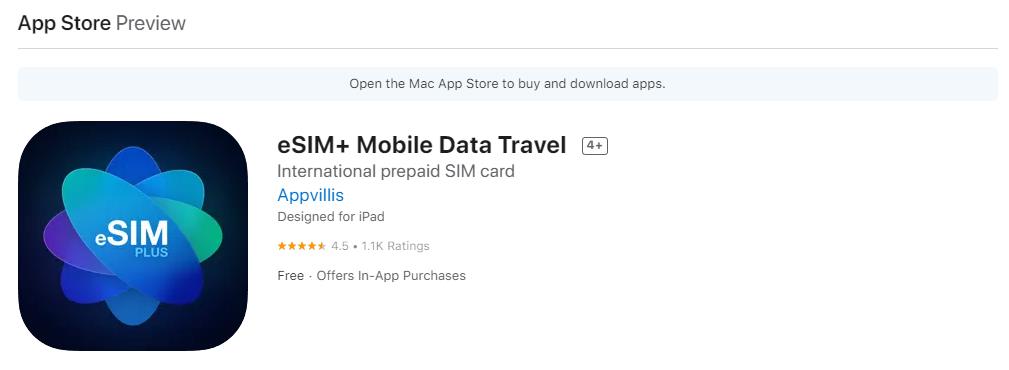 App Store Preview
Open the Mac App Store to buy and download apps.
eSIM
PLUS
eSIM+ Mobile Data Travel 4+
International prepaid SIM card
Appvillis
Designed for iPad
4.5 • 1.1K Ratings
Free · Offers In-App Purchases